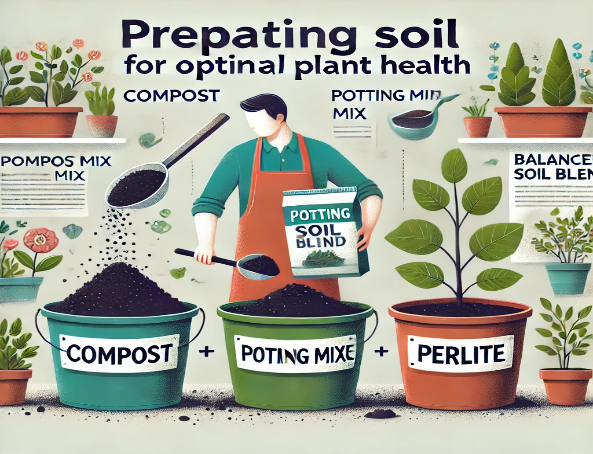 Prepating soil
for optinal plant health
COMPOST
POTTING MID
MIX
POMPOS MIX
MIX
BALANCE
SOIL BLEN
POTTING
SOIL
BLIND
COMPOST + POTING MIXE + PERLITE